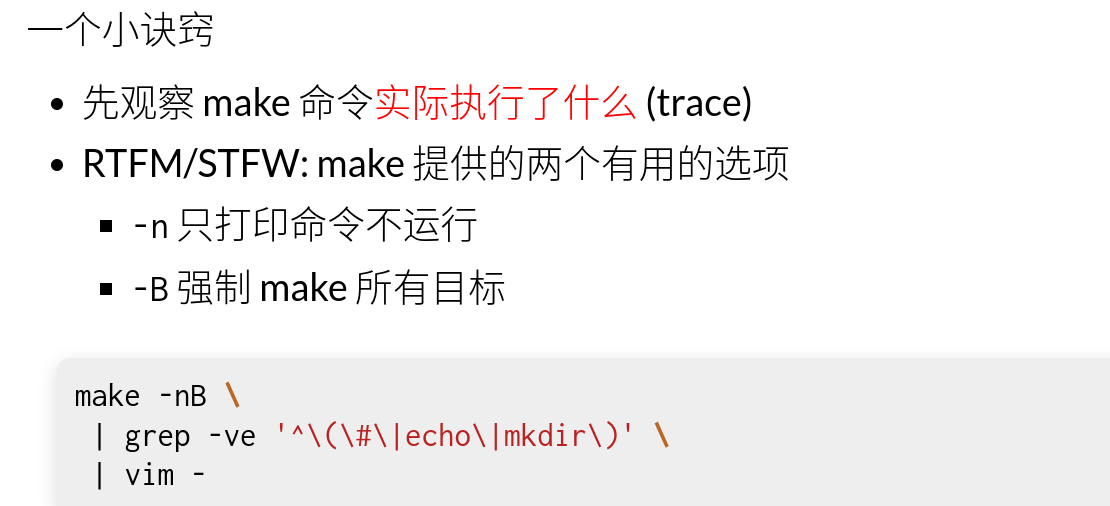 一个小诀窍
• 先观察 make 命令实际执行了什么 (trace)
• RTFM/STFW: make 提供的两个有用的选项
▪ -n 只打印命令不运行
▪ -B 强制 make 所有目标
make -nB \
 | grep -ve '^\(\#\|echo\|mkdir\)' \
 | vim -